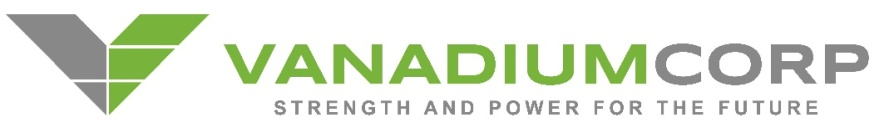 VANADIUMCORP
STRENGTH AND POWER FOR THE FUTURE